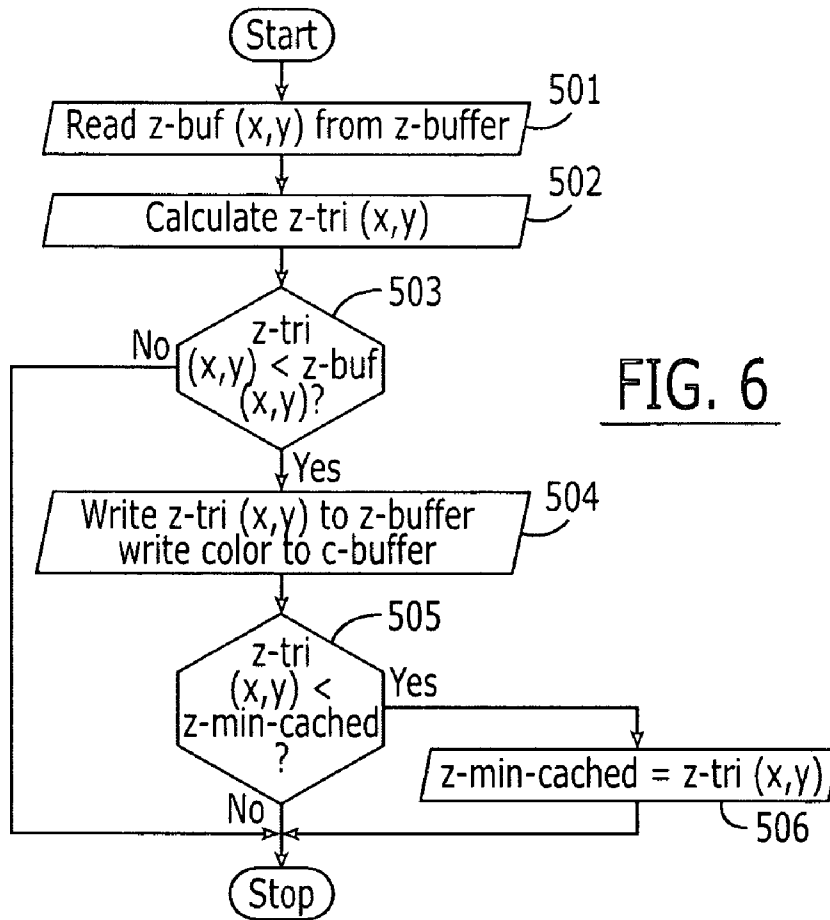 Start
501
Read z-buf (x,y) from z-buffer
502
Calculate z-tri (x,y)
503
z-tri
(x,y) < z-buf
(x,y)?
No
FIG. 6
Yes
504
Write z-tri (x,y) to z-buffer
write color to c-buffer
505
z-tri
(x,y) <
z-min-cached
?
Yes
z-min-cached = z-tri (x,y)
506
No
Stop